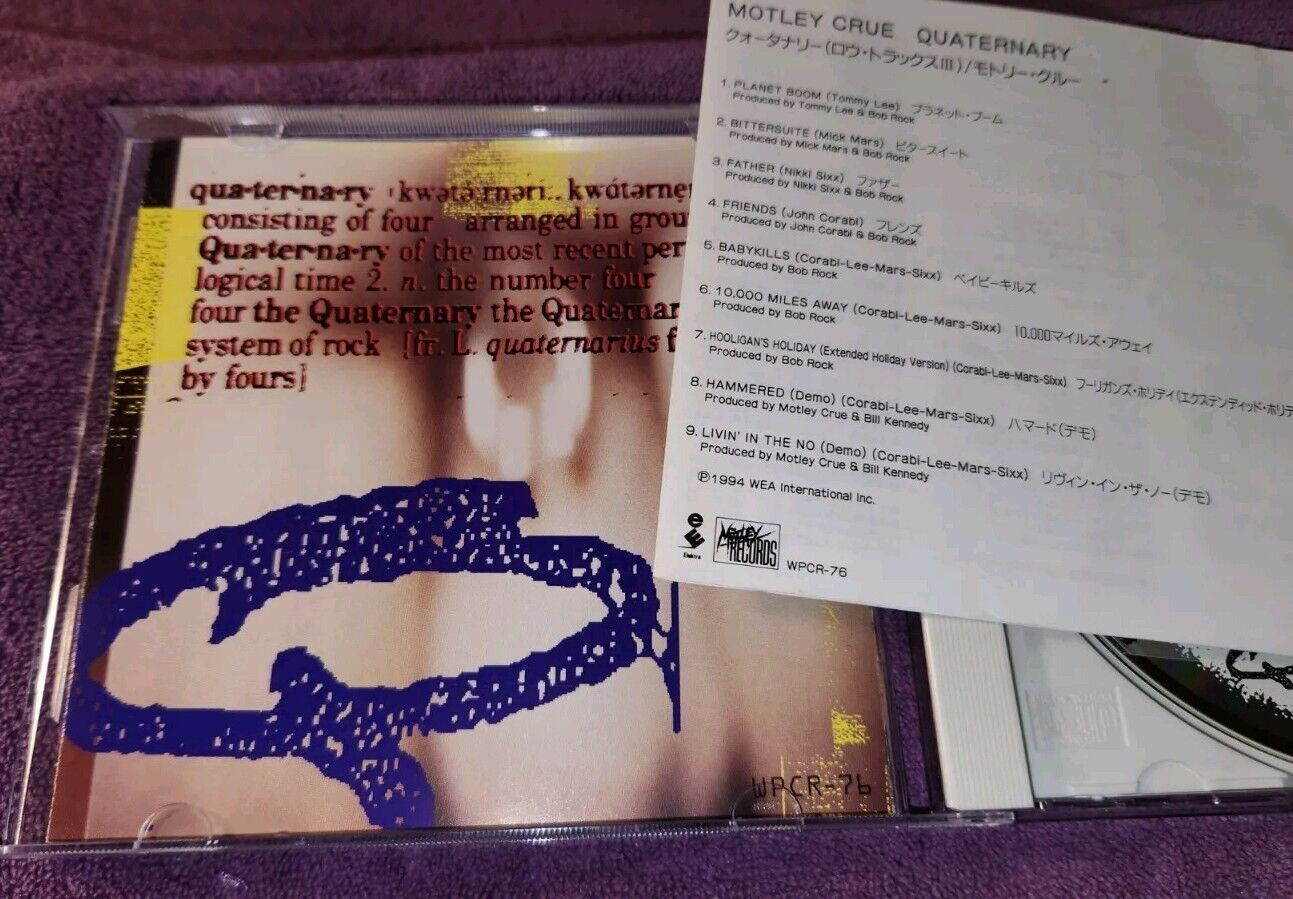 qua·ter·na·ry
consisting of four arranged in
Qua·ter·na·ry of the most recent
logical time 2. n. the number four
four the Quaternary the
system of rock [fr. L. quaternarius
by fours]
WPCR-76
MOTLEY CRUE QUATERNARY
クォータナリー(ロウ・トラックスIII)/モトリー・クルー
1. PLANET BOOM (Tommy Lee) プラネット・ブーム
Produced by Tommy Lee & Bob Rock
2. BITTERSUITE (Mick Mars) ビタースイート
Produced by Mick Mars & Bob Rock
3. FATHER (Nikki Sixx) ファザー
Produced by Nikki Sixx & Bob Rock
4. FRIENDS (John Corabi) フレンズ
Produced by John Corabi & Bob Rock
5. BABYKILLS (Corabi-Lee-Mars-Sixx) ベイビーキルズ
Produced by Bob Rock
6. 10,000 MILES AWAY (Corabi-Lee-Mars-Sixx) 10,000マイルズ・アウェイ
Produced by Bob Rock
7. HOOLIGAN'S HOLIDAY (Extended Holiday Version) (Corabi-Lee-Mars-Sixx) フーリガンズ・ホリデイ(エクステンディッド・ホリデ
Produced by Bob Rock
8. HAMMERED (Demo) (Corabi-Lee-Mars-Sixx) ハマード(デモ)
Produced by Motley Crue & Bill Kennedy
9. LIVIN' IN THE NO (Demo) (Corabi-Lee-Mars-Sixx) リヴィン・イン・ザ・ノー(デモ)
Produced by Motley Crue & Bill Kennedy
Ⓟ1994 WEA International Inc.
Elektra
MOTLEY RECORDS
WPCR-76